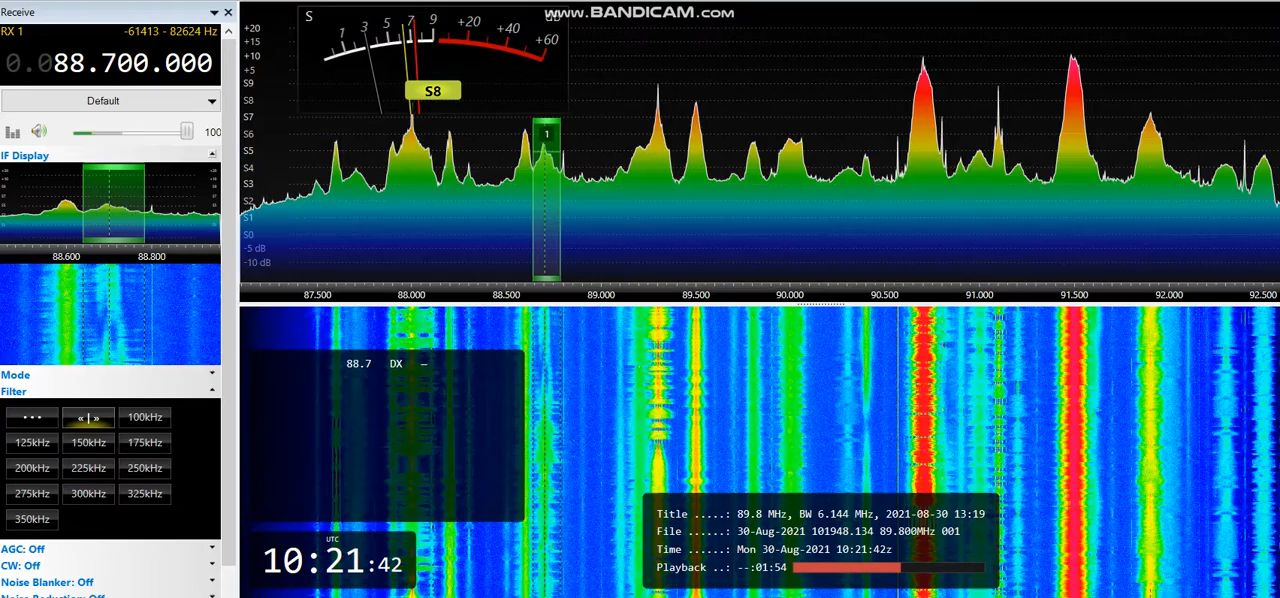 Receive
RX 1 -61413 - 82624 Hz
0.088.700.000
Default
100
IF Display
88.600 88.800
Mode
Filter
••• « | » 100kHz
125kHz 150kHz 175kHz
200kHz 225kHz 250kHz
275kHz 300kHz 325kHz
350kHz
AGC: Off
CW: Off
Noise Blanker: Off
Noise Reduction: Off
www.BANDICAM.com
S
1 3 5 7 9 +20 +40 +60
S8
+20
+15
+10
+5
S9
S8
S7
S6
S5
S4
S3
S2
S1
S0
-5 dB
-10 dB
1
87.500 88.000 88.500 89.000 89.500 90.000 90.500 91.000 91.500 92.000 92.500
88.7 DX —
UTC
10:21:42
Title .....: 89.8 MHz, BW 6.144 MHz, 2021-08-30 13:19
File ......: 30-Aug-2021 101948.134 89.800MHz 001
Time ......: Mon 30-Aug-2021 10:21:42z
Playback ..: --:01:54